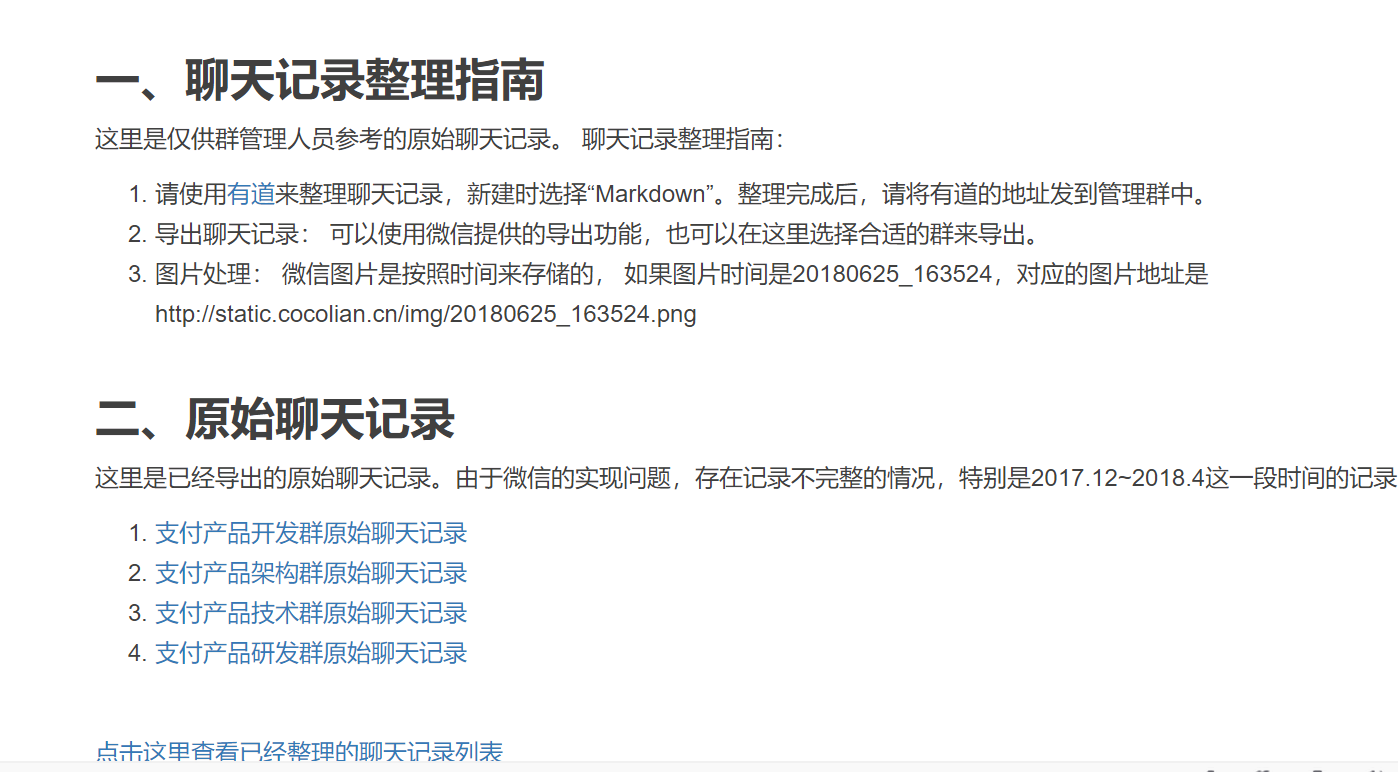 一、聊天记录整理指南
这里是仅供群管理人员参考的原始聊天记录。 聊天记录整理指南：
1. 请使用有道来整理聊天记录，新建时选择“Markdown”。整理完成后，请将有道的地址发到管理群中。
2. 导出聊天记录： 可以使用微信提供的导出功能，也可以在这里选择合适的群来导出。
3. 图片处理： 微信图片是按照时间来存储的， 如果图片时间是20180625_163524，对应的图片地址是
http://static.cocolian.cn/img/20180625_163524.png
二、原始聊天记录
这里是已经导出的原始聊天记录。由于微信的实现问题，存在记录不完整的情况，特别是2017.12~2018.4这一段时间的记录
1. 支付产品开发群原始聊天记录
2. 支付产品架构群原始聊天记录
3. 支付产品技术群原始聊天记录
4. 支付产品研发群原始聊天记录
点击这里查看已经整理的聊天记录列表